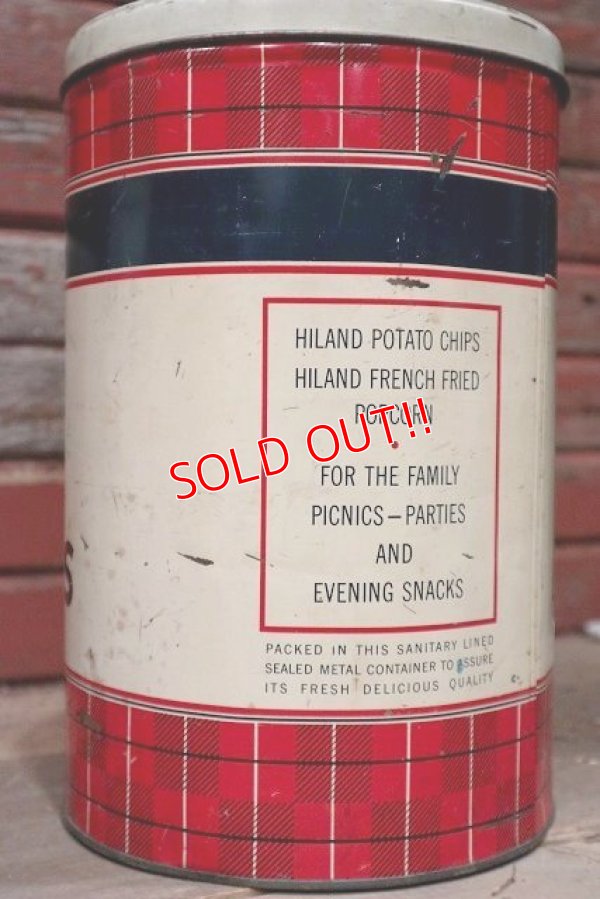 HILAND POTATO CHIPS
HILAND FRENCH FRIED
POPCORN
SOLD OUT!!
FOR THE FAMILY
PICNICS–PARTIES
AND
EVENING SNACKS
PACKED IN THIS SANITARY LINED
SEALED METAL CONTAINER TO ASSURE
ITS FRESH DELICIOUS QUALITY
S